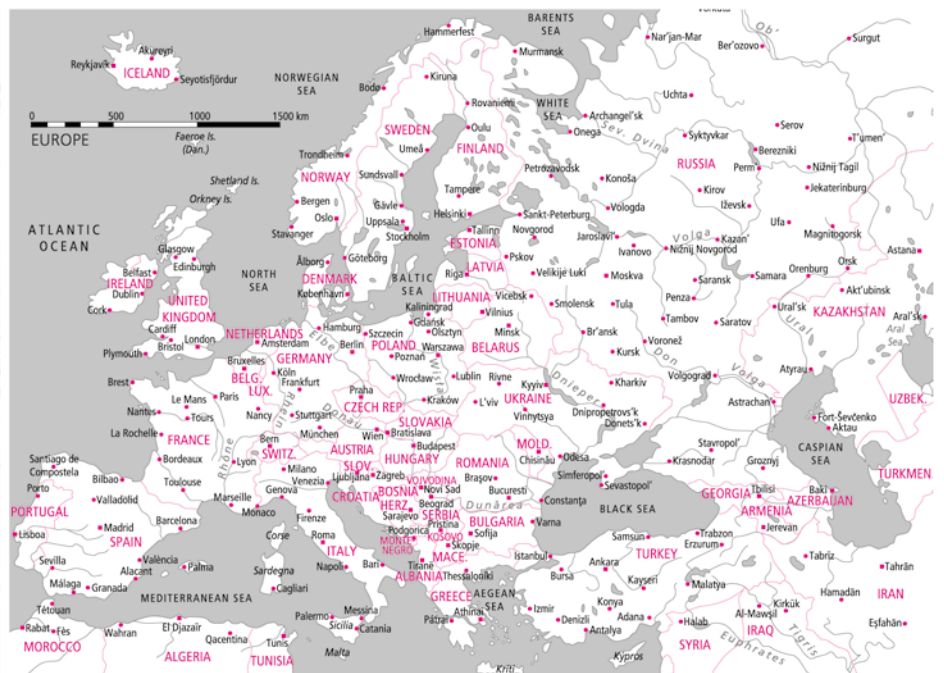 BARENTS
SEA
Vorkuta
Ob'
Hammerfest
Nar'jan-Mar
Ber'ozovo
Surgut
Murmansk
Akureyri
Reykjavík
ICELAND
Seyotisfjördur
NORWEGIAN
SEA
Bodø
Kiruna
Uchta
Rovaniemi
WHITE
SEA
Archangel'sk
Onega
Sev. Dvina
0
500
1000
1500 km
EUROPE
Faeroe Is.
(Dan.)
SWEDEN
Oulu
Umeå
FINLAND
Syktyvkar
Serov
T'umen'
Berezniki
RUSSIA
Perm'
Nižnij Tagil
Trondheim
NORWAY
Sundsvall
Petrozavodsk
Konoša
Kirov
Jekaterinburg
Shetland Is.
Orkney Is.
Bergen
Oslo
Stavanger
Gävle
Uppsala
Stockholm
Tampere
Helsinki
Sankt-Peterburg
Vologda
Iževsk
Ufa
Magnitogorsk
ATLANTIC
OCEAN
Tallinn
ESTONIA
Novgorod
Jaroslavl'
Ivanovo
Volga
Kazan'
Nižnij Novgorod
Astana
Glasgow
Edinburgh
NORTH
SEA
Ålborg
DENMARK
København
Göteborg
BALTIC
SEA
Riga
LATVIA
Pskov
Velikije Luki
Moskva
Saransk
Samara
Orenburg
Orsk
Belfast
IRELAND
Dublin
Cork
UNITED
KINGDOM
LITHUANIA
Kaliningrad
Vilnius
Vicebsk
Smolensk
Tula
Penza
Akt'ubinsk
KAZAKHSTAN
Cardiff
Bristol
London
Plymouth
NETHERLANDS
Amsterdam
Hamburg
Elbe
Szczecin
Gdańsk
Olsztyn
Berlin
POLAND
Poznań
Warszawa
Wisła
Minsk
BELARUS
Br'ansk
Tambov
Saratov
Ural'sk
Ural
Aral'sk
Aral
Sea
Voronež
Kursk
Don
Bruxelles
BELG.
LUX.
GERMANY
Köln
Frankfurt
Rhein
Brest
Le Mans
Paris
Nantes
Tours
Nancy
Stuttgart
Praha
CZECH REP.
Wrocław
Kraków
Lublin
Rivne
L'viv
Kyyiv
Dnieper
UKRAINE
Vinnytsya
Kharkiv
Dnipropetrovs'k
Donets'k
Volgograd
Volga
Atyrau
Astrachan'
UZBEK.
La Rochelle
FRANCE
Bern
SWITZ.
München
Donau
Wien
Bratislava
SLOVAKIA
AUSTRIA
Budapest
HUNGARY
MOLD.
Chisinău
Odesa
Fort-Ševčenko
Aktau
Bordeaux
Lyon
Rhône
Milano
SLOV.
Ljubljana
Zagreb
ROMANIA
Brașov
Simferopol'
Sevastopol'
Krasnodar
Stavropol'
Groznyj
CASPIAN
SEA
TURKMEN
Santiago de
Compostela
Porto
Bilbao
Toulouse
Marseille
Monaco
Genova
Venezia
CROATIA
BOSNIA
HERZ.
Sarajevo
VOJVODINA
Novi Sad
Beograd
SERBIA
Bucuresti
Dunărea
Constanța
GEORGIA
Tbilisi
ARMENIA
Jerevan
AZERBAIJAN
Baki
PORTUGAL
Valladolid
Barcelona
Firenze
Podgorica
MONTE
NEGRO
Pristina
KOSOVO
Skopje
BULGARIA
Sofija
Varna
BLACK SEA
Lisboa
Madrid
SPAIN
Corse
Roma
ITALY
Napoli
Bari
Tiranë
MACE
ALBANIA
Thessaloniki
Istanbul
Samsun
Trabzon
Erzurum
TURKEY
Ankara
Bursa
Tabriz
Tahrān
Sevilla
València
Alacant
Palma
Sardegna
Cagliari
Málaga
Granada
MEDITERRANEAN SEA
GREECE
AEGEAN
SEA
Athinai
Pátrai
Izmir
Denizli
Konya
Kayseri
Malatya
Adana
Antalya
Hamadān
IRAN
Eşfahān
Tétouan
Rabat
Fès
MOROCCO
Wahran
El Djazaïr
Qacentina
ALGERIA
Tunis
TUNISIA
Palermo
Sicilia
Messina
Catania
Malta
Kriti
Kypros
Halab
SYRIA
Euphrates
Al-Mawşil
Kirkūk
IRAQ
Tigris